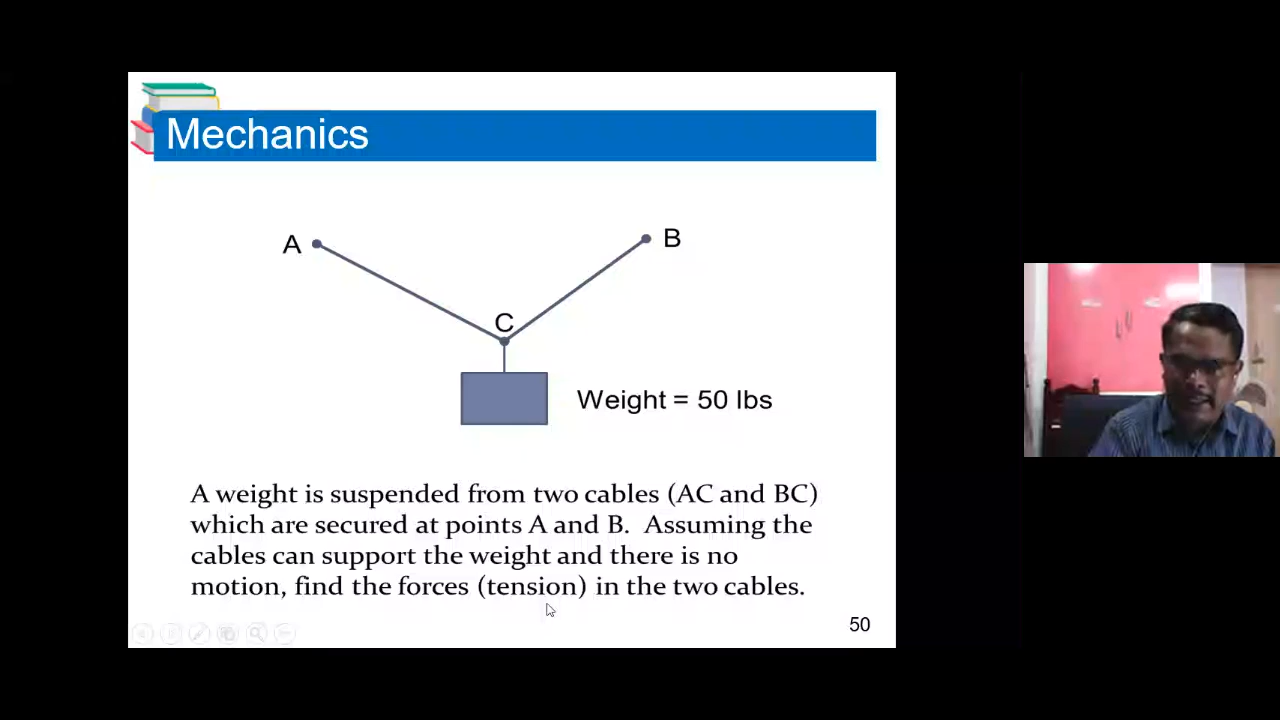 Mechanics
A
B
C
Weight = 50 lbs
A weight is suspended from two cables (AC and BC)
which are secured at points A and B.  Assuming the
cables can support the weight and there is no
motion, find the forces (tension) in the two cables.
50